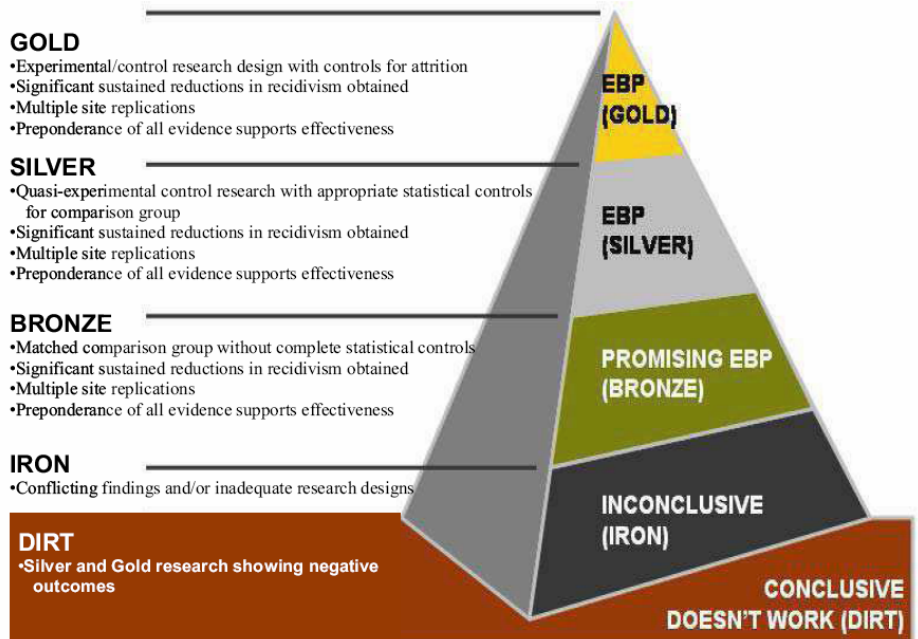 GOLD
•Experimental/control research design with controls for attrition
•Significant sustained reductions in recidivism obtained
•Multiple site replications
•Preponderance of all evidence supports effectiveness
SILVER
•Quasi-experimental control research with appropriate statistical controls
for comparison group
•Significant sustained reductions in recidivism obtained
•Multiple site replications
•Preponderance of all evidence supports effectiveness
BRONZE
•Matched comparison group without complete statistical controls
•Significant sustained reductions in recidivism obtained
•Multiple site replications
•Preponderance of all evidence supports effectiveness
IRON
•Conflicting findings and/or inadequate research designs
DIRT
•Silver and Gold research showing negative
outcomes
EBP
(GOLD)
EBP
(SILVER)
PROMISING EBP
(BRONZE)
INCONCLUSIVE
(IRON)
CONCLUSIVE
DOESN'T WORK (DIRT)